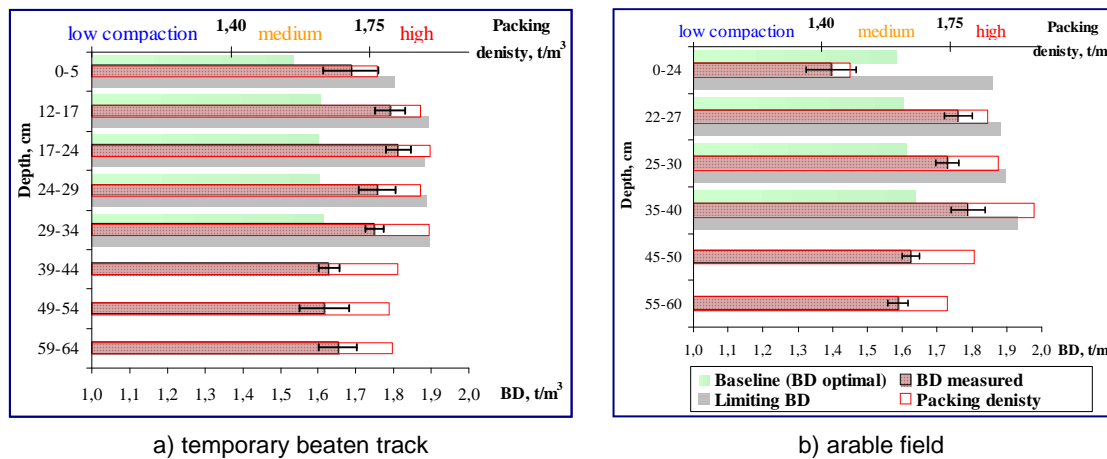 1,40 1,75 Packing
low compaction medium high denisty, t/m³
Depth, cm
0-5
12-17
17-24
24-29
29-34
39-44
49-54
59-64
1,0 1,1 1,2 1,3 1,4 1,5 1,6 1,7 1,8 1,9 2,0
BD, t/m³
a) temporary beaten track
1,40 1,75 Packing
low compaction medium high denisty, t/m³
Depth, cm
0-24
22-27
25-30
35-40
45-50
55-60
1,0 1,1 1,2 1,3 1,4 1,5 1,6 1,7 1,8 1,9 2,0 BD, t/m³
Baseline (BD optimal) BD measured
Limiting BD Packing denisty
b) arable field